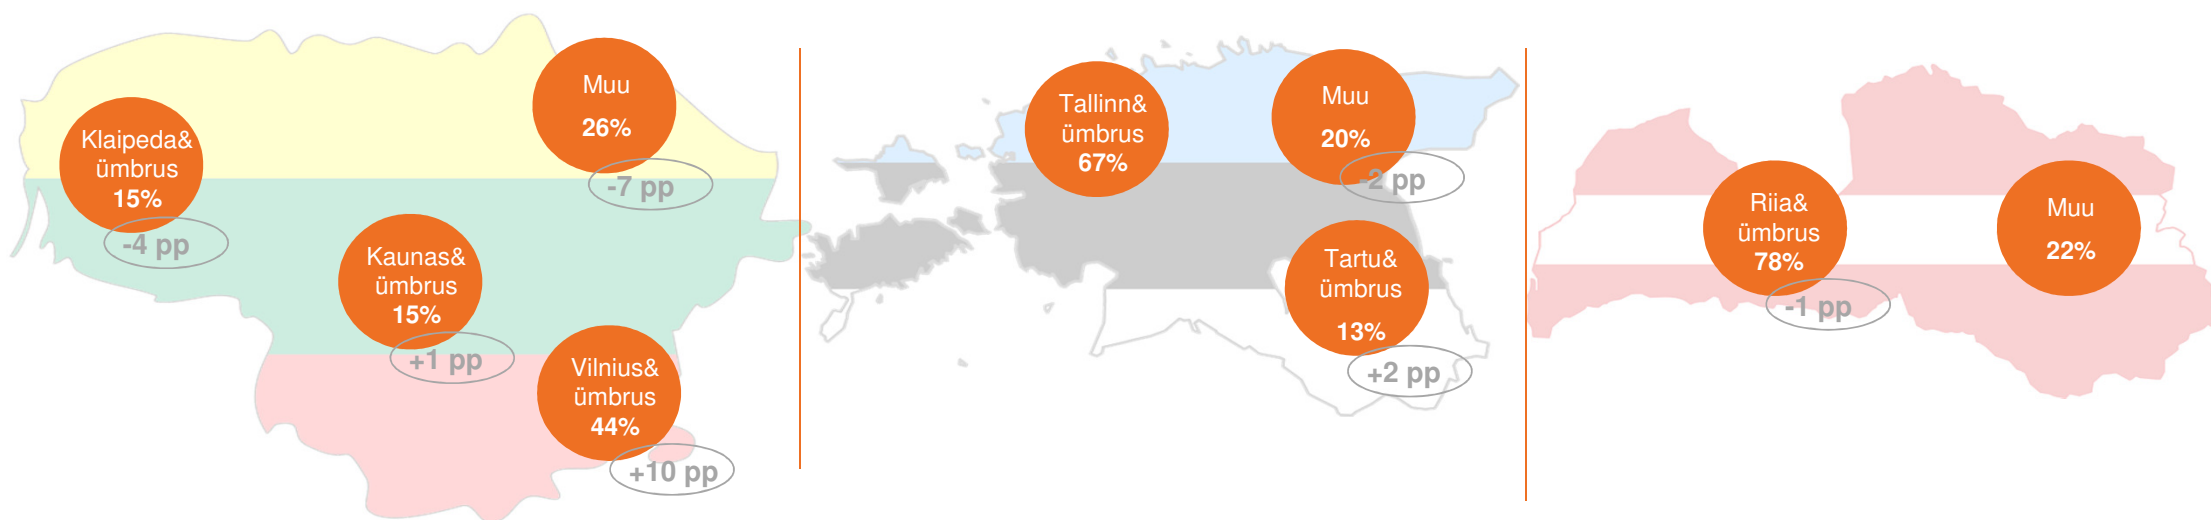 Muu
26%
-7 pp
Klaipeda&
ümbrus
15%
-4 pp
Kaunas&
ümbrus
15%
+1 pp
Vilnius&
ümbrus
44%
+10 pp
Tallinn&
ümbrus
67%
Muu
20%
-2 pp
Tartu&
ümbrus
13%
+2 pp
Riia&
ümbrus
78%
-1 pp
Muu
22%